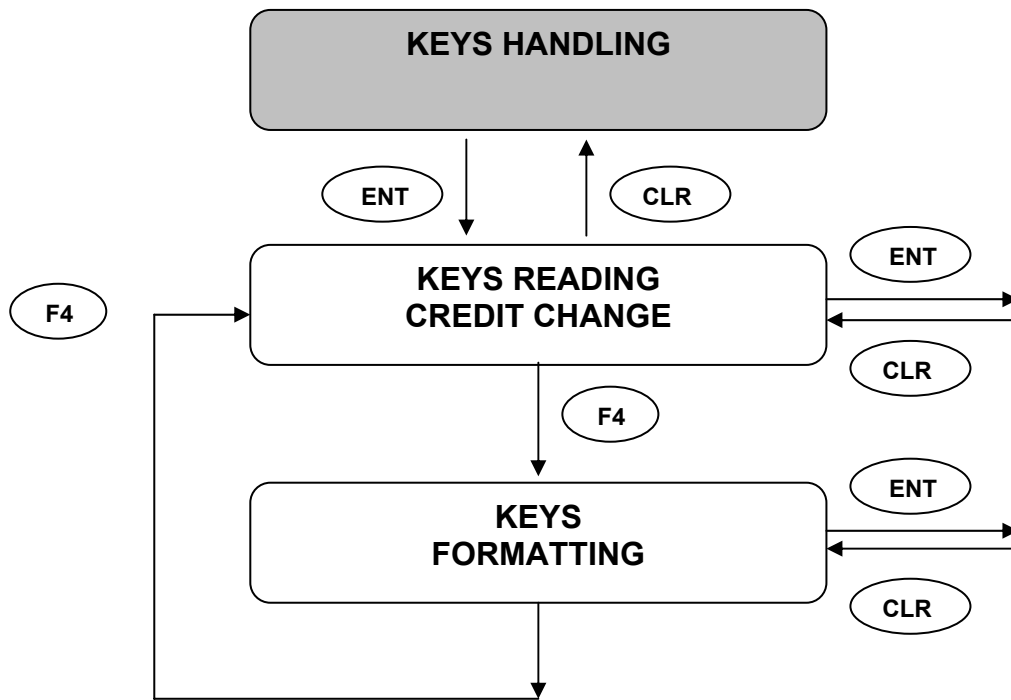 KEYS HANDLING
ENT
CLR
KEYS READING
CREDIT CHANGE
ENT
F4
CLR
F4
KEYS
FORMATTING
ENT
CLR